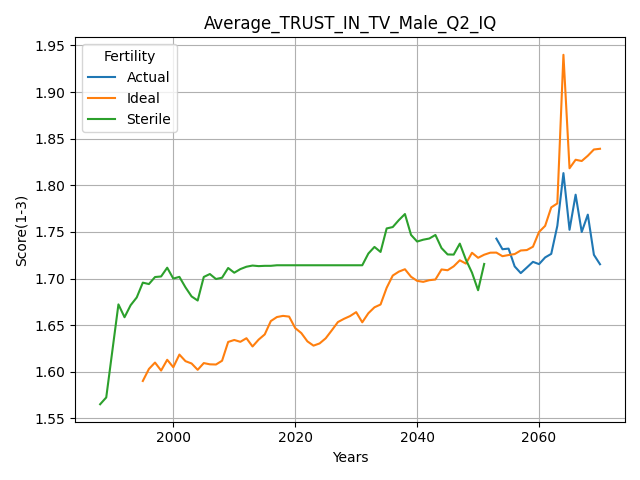 Average_TRUST_IN_TV_Male_Q2_IQ
Fertility
Actual
Ideal
Sterile
Score(1-3)
1.95
1.90
1.85
1.80
1.75
1.70
1.65
1.60
1.55
2000
2020
2040
2060
Years